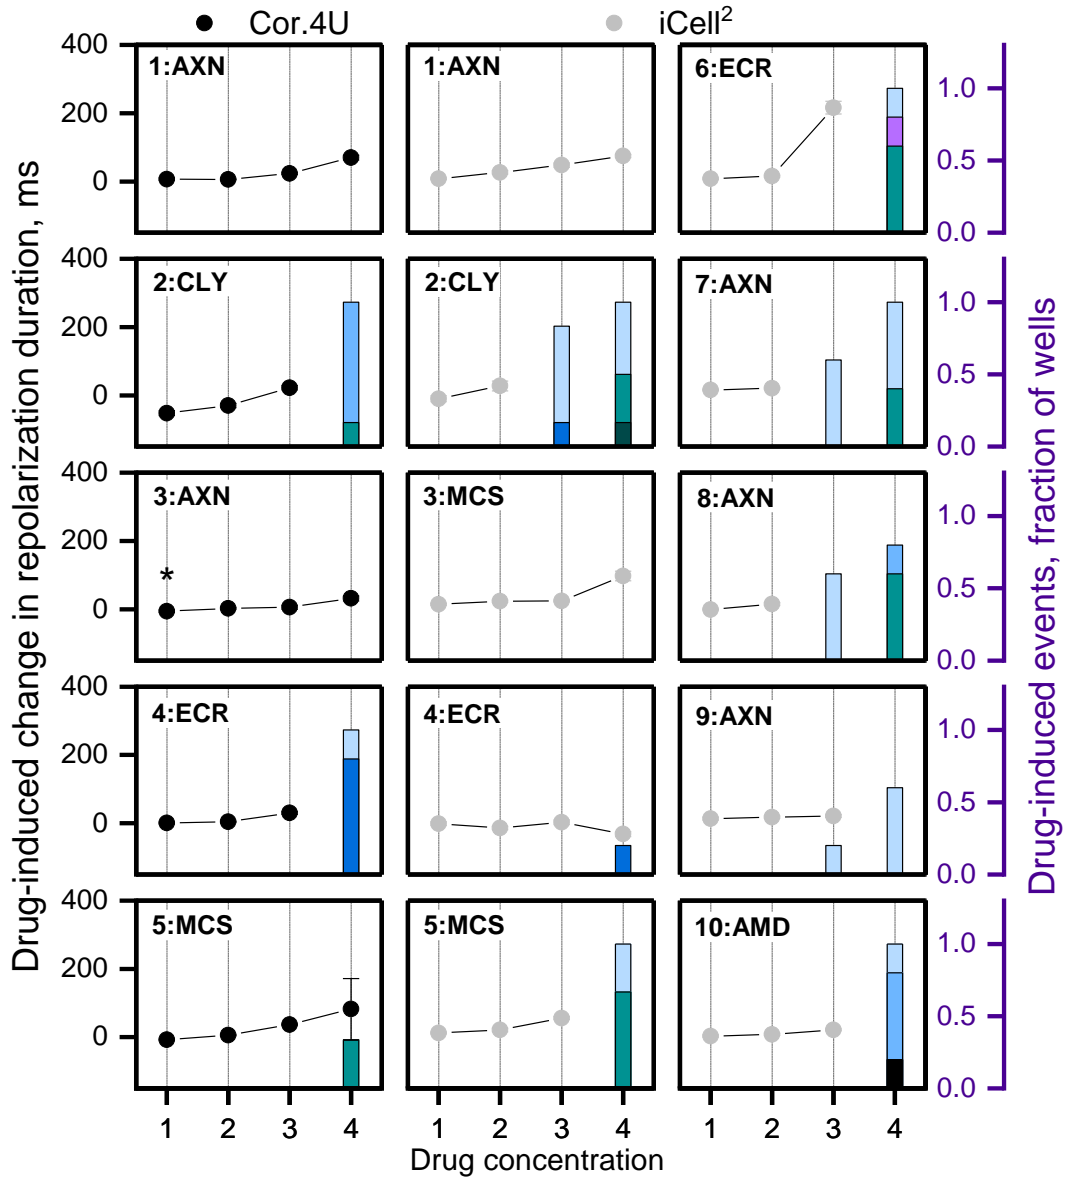 Cor.4U
iCell²
Drug-induced change in repolarization duration, ms
400
200
0
1:AXN
1:AXN
6:ECR
1.0
0.5
0.0
400
200
0
2:CLY
2:CLY
7:AXN
1.0
0.5
0.0
400
200
0
3:AXN
*
3:MCS
8:AXN
1.0
0.5
0.0
400
200
0
4:ECR
4:ECR
9:AXN
1.0
0.5
0.0
400
200
0
5:MCS
5:MCS
10:AMD
1.0
0.5
0.0
Drug-induced events, fraction of wells
1 2 3 4 1 2 3 4 1 2 3 4
Drug concentration